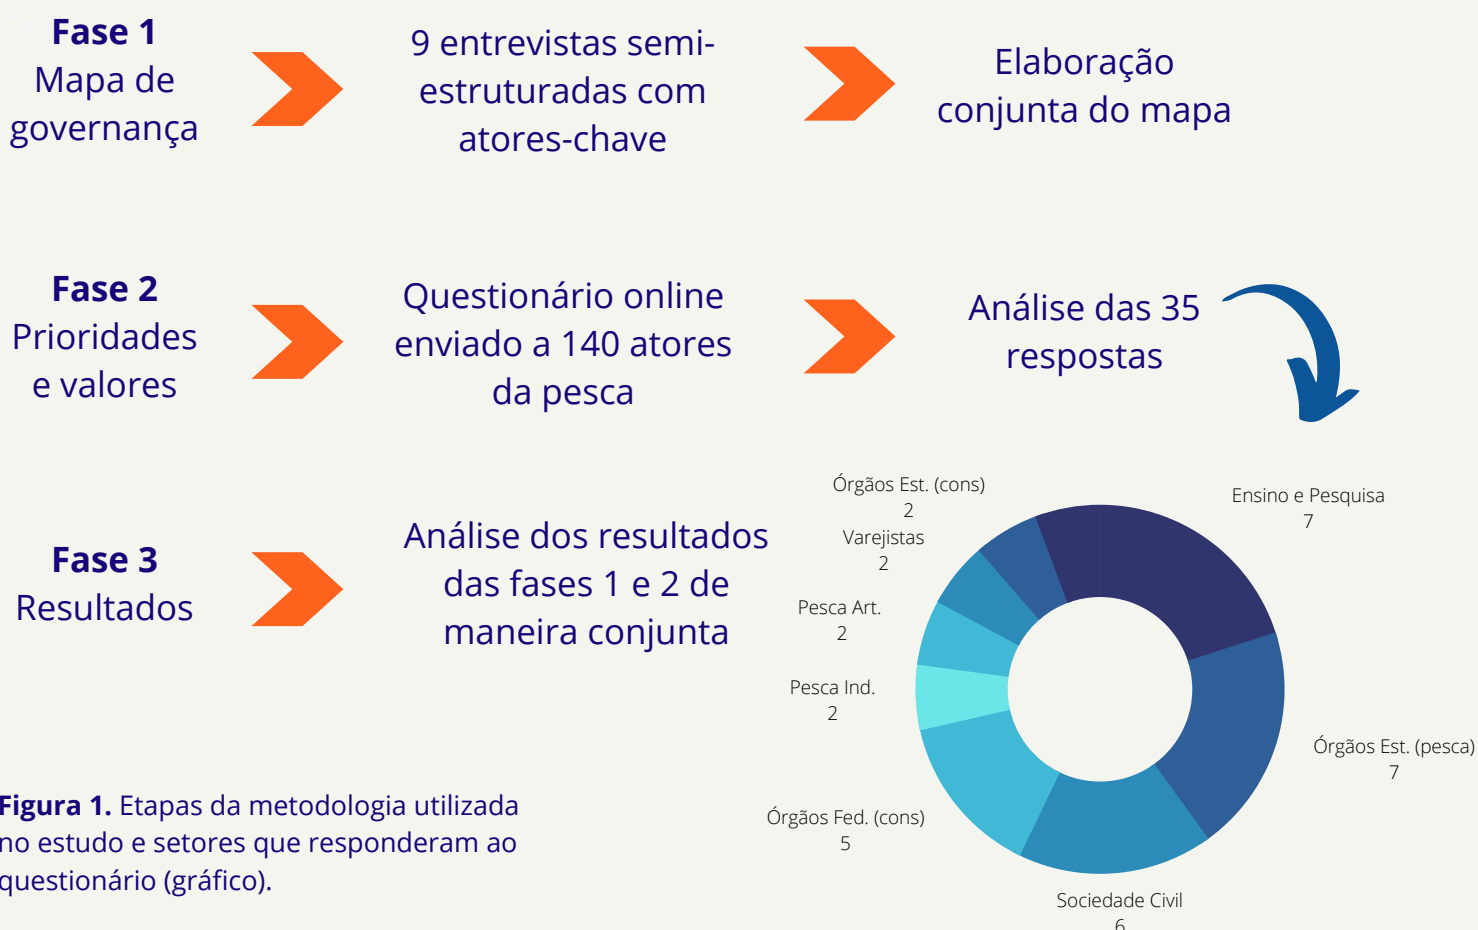 Fase 1
Mapa de
governança
9 entrevistas semi-
estruturadas com
atores-chave
Elaboração
conjunta do mapa
Fase 2
Prioridades
e valores
Questionário online
enviado a 140 atores
da pesca
Análise das 35
respostas
Fase 3
Resultados
Análise dos resultados
das fases 1 e 2 de
maneira conjunta
Órgãos Est. (cons)
2
Varejistas
2
Pesca Art.
2
Pesca Ind.
2
Órgãos Fed. (cons)
5
Sociedade Civil
6
Órgãos Est. (pesca)
7
Ensino e Pesquisa
7
Figura 1. Etapas da metodologia utilizada
no estudo e setores que responderam ao
questionário (gráfico).